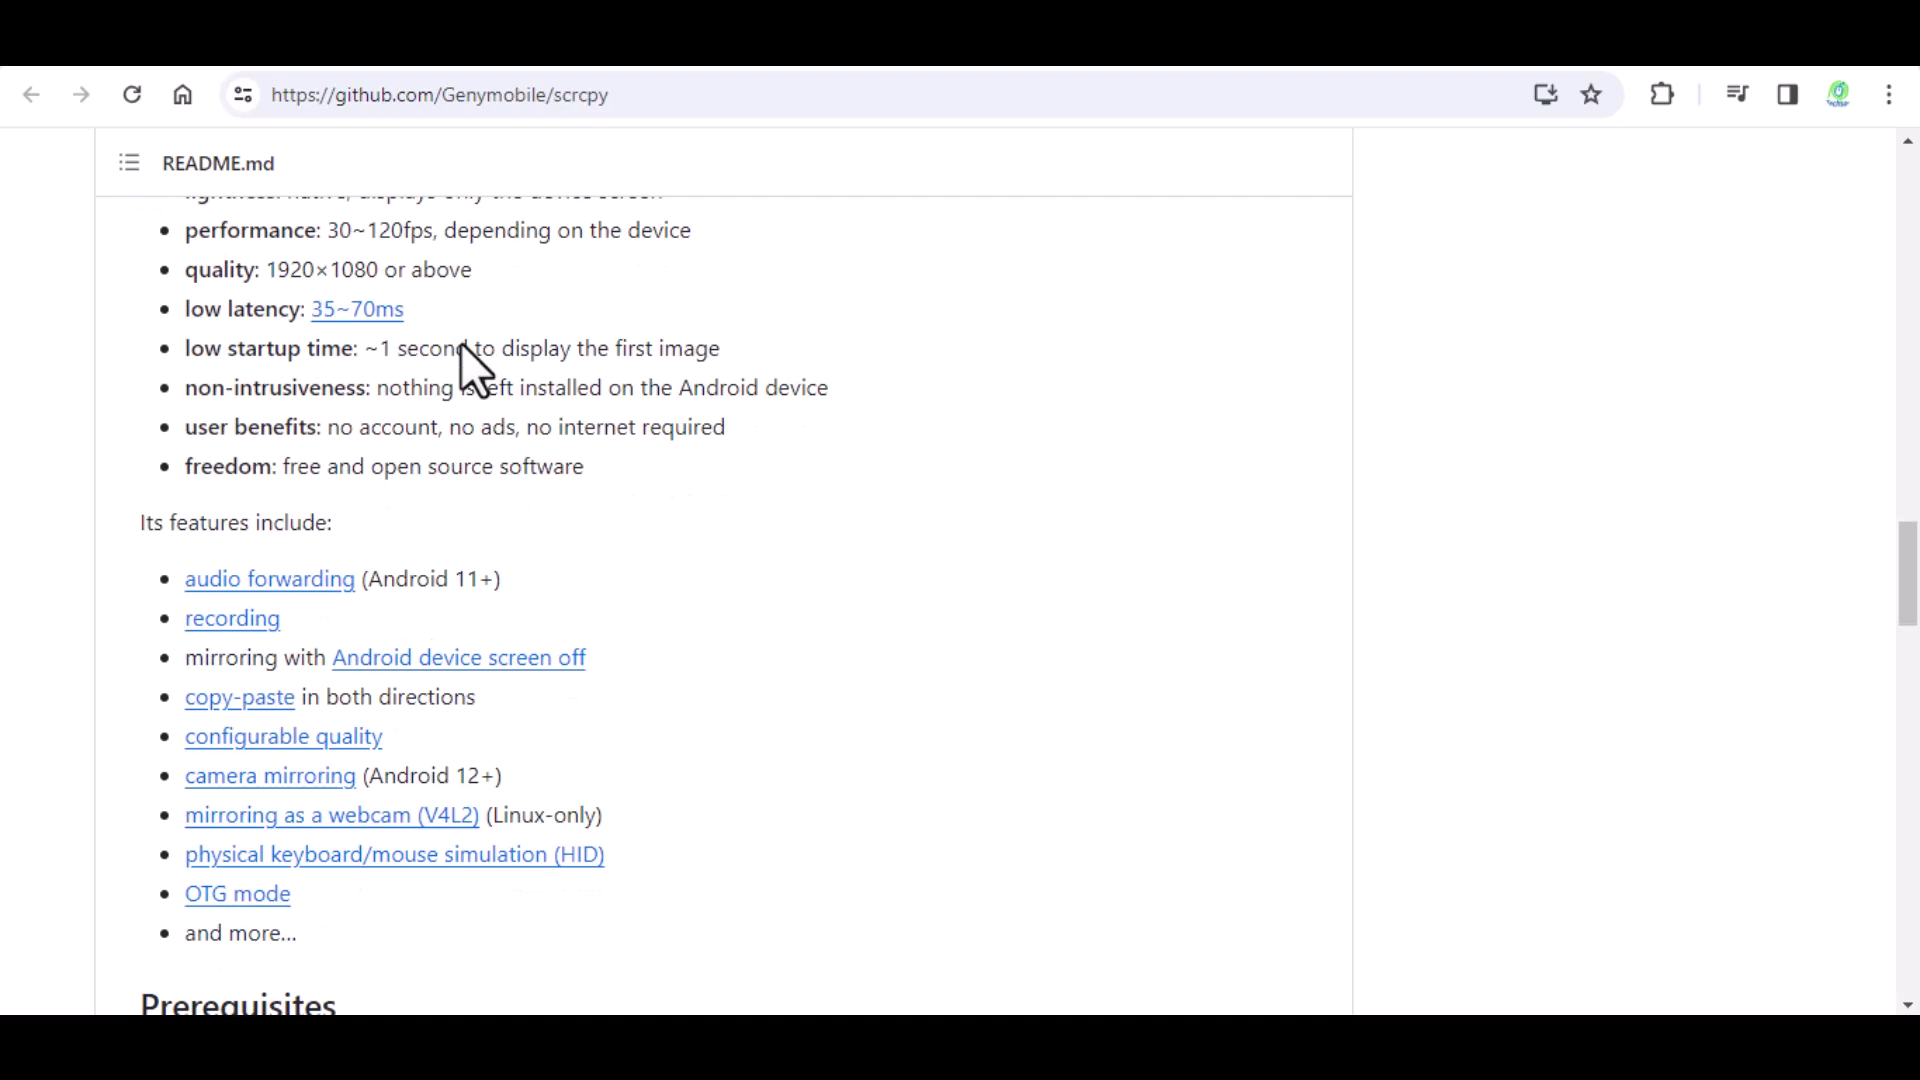 https://github.com/Genymobile/scrcpy
README.md
performance: 30~120fps, depending on the device
quality: 1920×1080 or above
low latency: 35~70ms
low startup time: ~1 second to display the first image
non-intrusiveness: nothing is left installed on the Android device
user benefits: no account, no ads, no internet required
freedom: free and open source software
Its features include:
audio forwarding (Android 11+)
recording
mirroring with Android device screen off
copy-paste in both directions
configurable quality
camera mirroring (Android 12+)
mirroring as a webcam (V4L2) (Linux-only)
physical keyboard/mouse simulation (HID)
OTG mode
and more…
Prerequisites